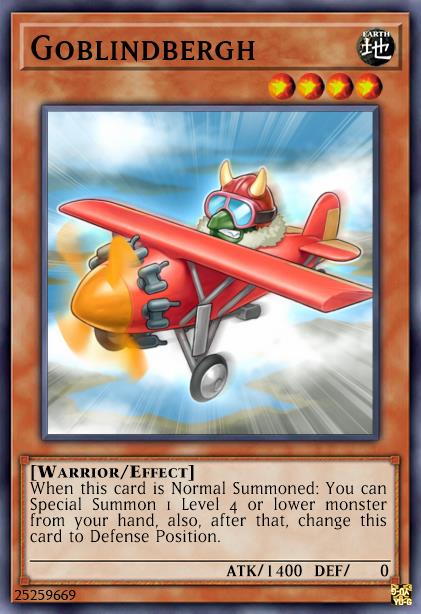 Goblindbergh
EARTH
地
[Warrior/Effect]
When this card is Normal Summoned: You can
Special Summon 1 Level 4 or lower monster
from your hand, also, after that, change this
card to Defense Position.
ATK/1400 DEF/ 0
25259669